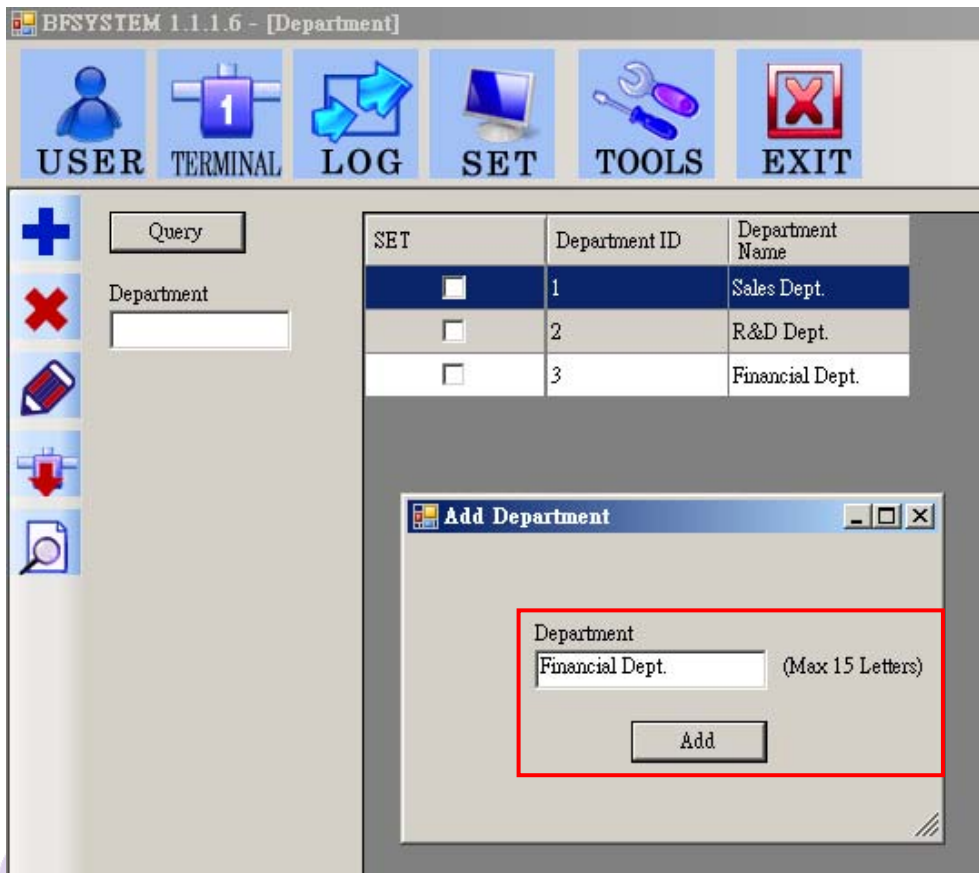 BFSYSTEM 1.1.1.6 - [Department]
1
USER TERMINAL LOG SET TOOLS EXIT
Query
Department
SET Department ID Department Name
1 Sales Dept.
2 R&D Dept.
3 Financial Dept.
Add Department
Department
Financial Dept. (Max 15 Letters)
Add